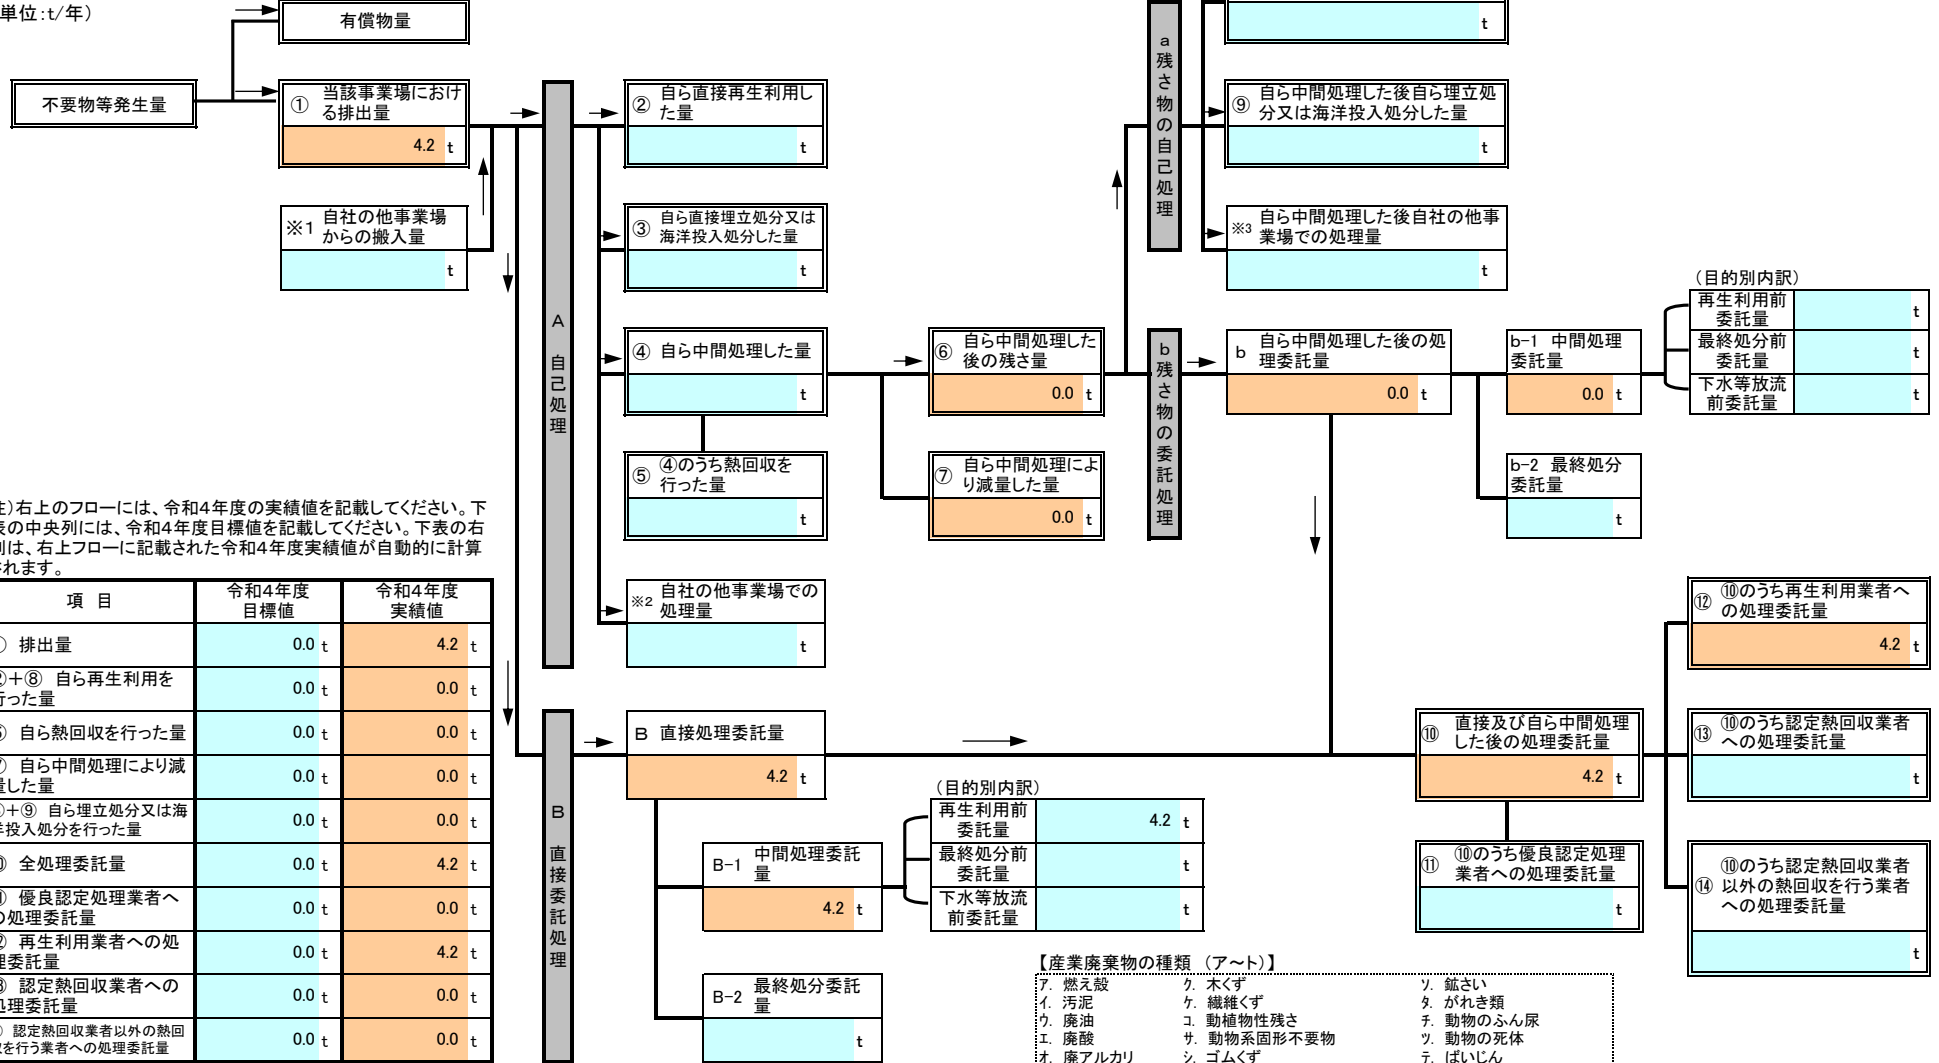 単位:t/年）
有償物量
不要物等発生量
① 当該事業場におけ
る排出量
4.2 t
※1 自社の他事業場
からの搬入量
t
A 自己処理
② 自ら直接再生利用し
た量
t
③ 自ら直接埋立処分又は
海洋投入処分した量
t
④ 自ら中間処理した量
t
⑤ ④のうち熱回収を
行った量
t
※2 自社の他事業場での
処理量
t
⑥ 自ら中間処理した
後の残さ量
0.0 t
⑦ 自ら中間処理によ
り減量した量
0.0 t
a 残さ物の自己処理
t
⑨ 自ら中間処理した後自ら埋立処
分又は海洋投入処分した量
t
※3 自ら中間処理した後自社の他事
業場での処理量
t
b 残さ物の委託処理
b 自ら中間処理した後の処
理委託量
0.0 t
b-1 中間処理
委託量
0.0 t
b-2 最終処分
委託量
t
（目的別内訳）
再生利用前
委託量
t
最終処分前
委託量
t
下水等放流
前委託量
t
注）右上のフローには、令和4年度の実績値を記載してください。下
表の中央列には、令和4年度目標値を記載してください。下表の右
列は、右上フローに記載された令和4年度実績値が自動的に計算
されます。
項 目
令和4年度
目標値
令和4年度
実績値
排出量 0.0 t 4.2 t
②+⑧ 自ら再生利用を
行った量 0.0 t 0.0 t
⑤ 自ら熱回収を行った量 0.0 t 0.0 t
⑦ 自ら中間処理により減
量した量 0.0 t 0.0 t
+⑨ 自ら埋立処分又は海
洋投入処分を行った量 0.0 t 0.0 t
全処理委託量 0.0 t 4.2 t
優良認定処理業者へ
の処理委託量 0.0 t 0.0 t
再生利用業者への処
理委託量 0.0 t 4.2 t
認定熱回収業者への
処理委託量 0.0 t 0.0 t
認定熱回収業者以外の熱回
収を行う業者への処理委託量 0.0 t 0.0 t
B 直接委託処理
B 直接処理委託量
4.2 t
B-1 中間処理委託
量
4.2 t
B-2 最終処分委託
量
t
（目的別内訳）
再生利用前
委託量
4.2 t
最終処分前
委託量
t
下水等放流
前委託量
t
⑩ 直接及び自ら中間処理
した後の処理委託量
4.2 t
⑪ ⑩のうち優良認定処理
業者への処理委託量
t
⑫ ⑩のうち再生利用業者へ
の処理委託量
4.2 t
⑬ ⑩のうち認定熱回収業者
への処理委託量
t
⑭ ⑩のうち認定熱回収業者
以外の熱回収を行う業者
への処理委託量
t
【産業廃棄物の種類 （ア～ト）】
ア. 燃え殻 ク. 木くず ソ. 鉱さい
イ. 汚泥 ケ. 繊維くず タ. がれき類
ウ. 廃油 コ. 動植物性残さ チ. 動物のふん尿
エ. 廃酸 サ. 動物系固形不要物 ツ. 動物の死体
オ. 廃アルカリ シ. ゴムくず テ. ばいじん